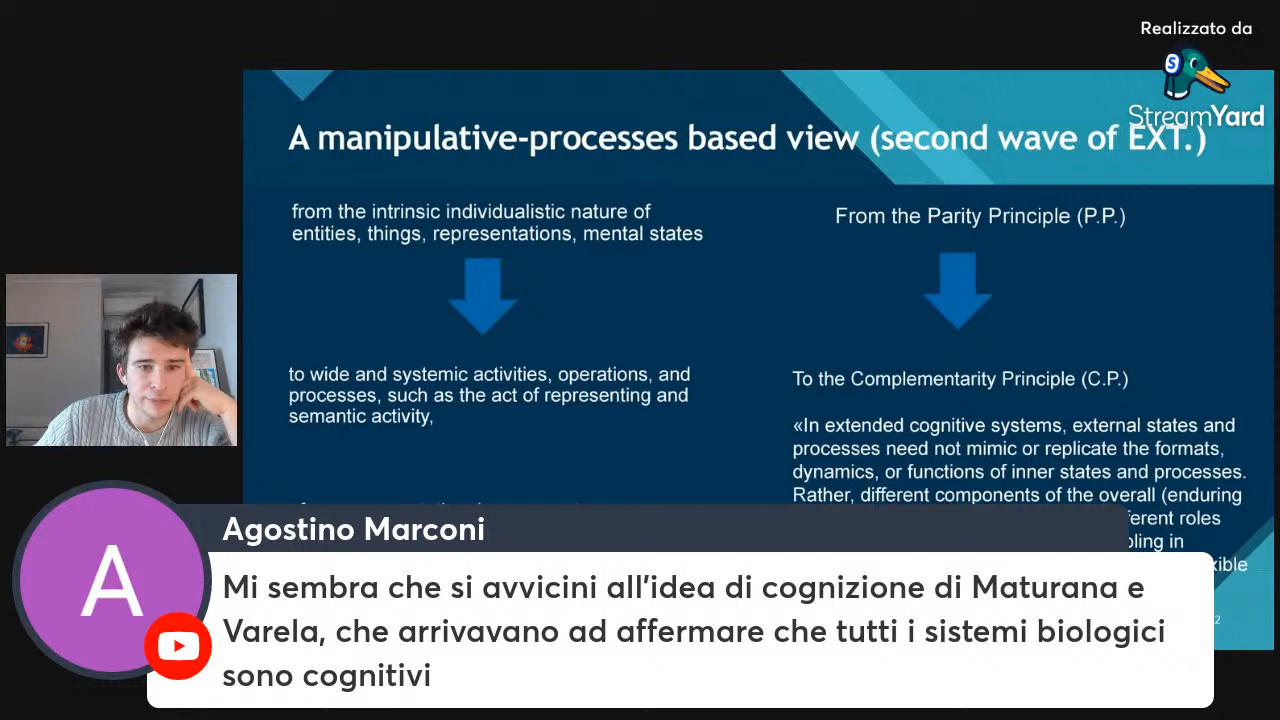 Realizzato da
StreamYard
A manipulative-processes based view (second wave of EXT.)
from the intrinsic individualistic nature of
entities, things, representations, mental states
to wide and systemic activities, operations, and
processes, such as the act of representing and
semantic activity,
From the Parity Principle (P.P.)
To the Complementarity Principle (C.P.)
«In extended cognitive systems, external states and
processes need not mimic or replicate the formats,
dynamics, or functions of inner states and processes.
Rather, different components of the overall (enduring
roles
in
A
Agostino Marconi
Mi sembra che si avvicini all'idea di cognizione di Maturana e
Varela, che arrivavano ad affermare che tutti i sistemi biologici
sono cognitivi